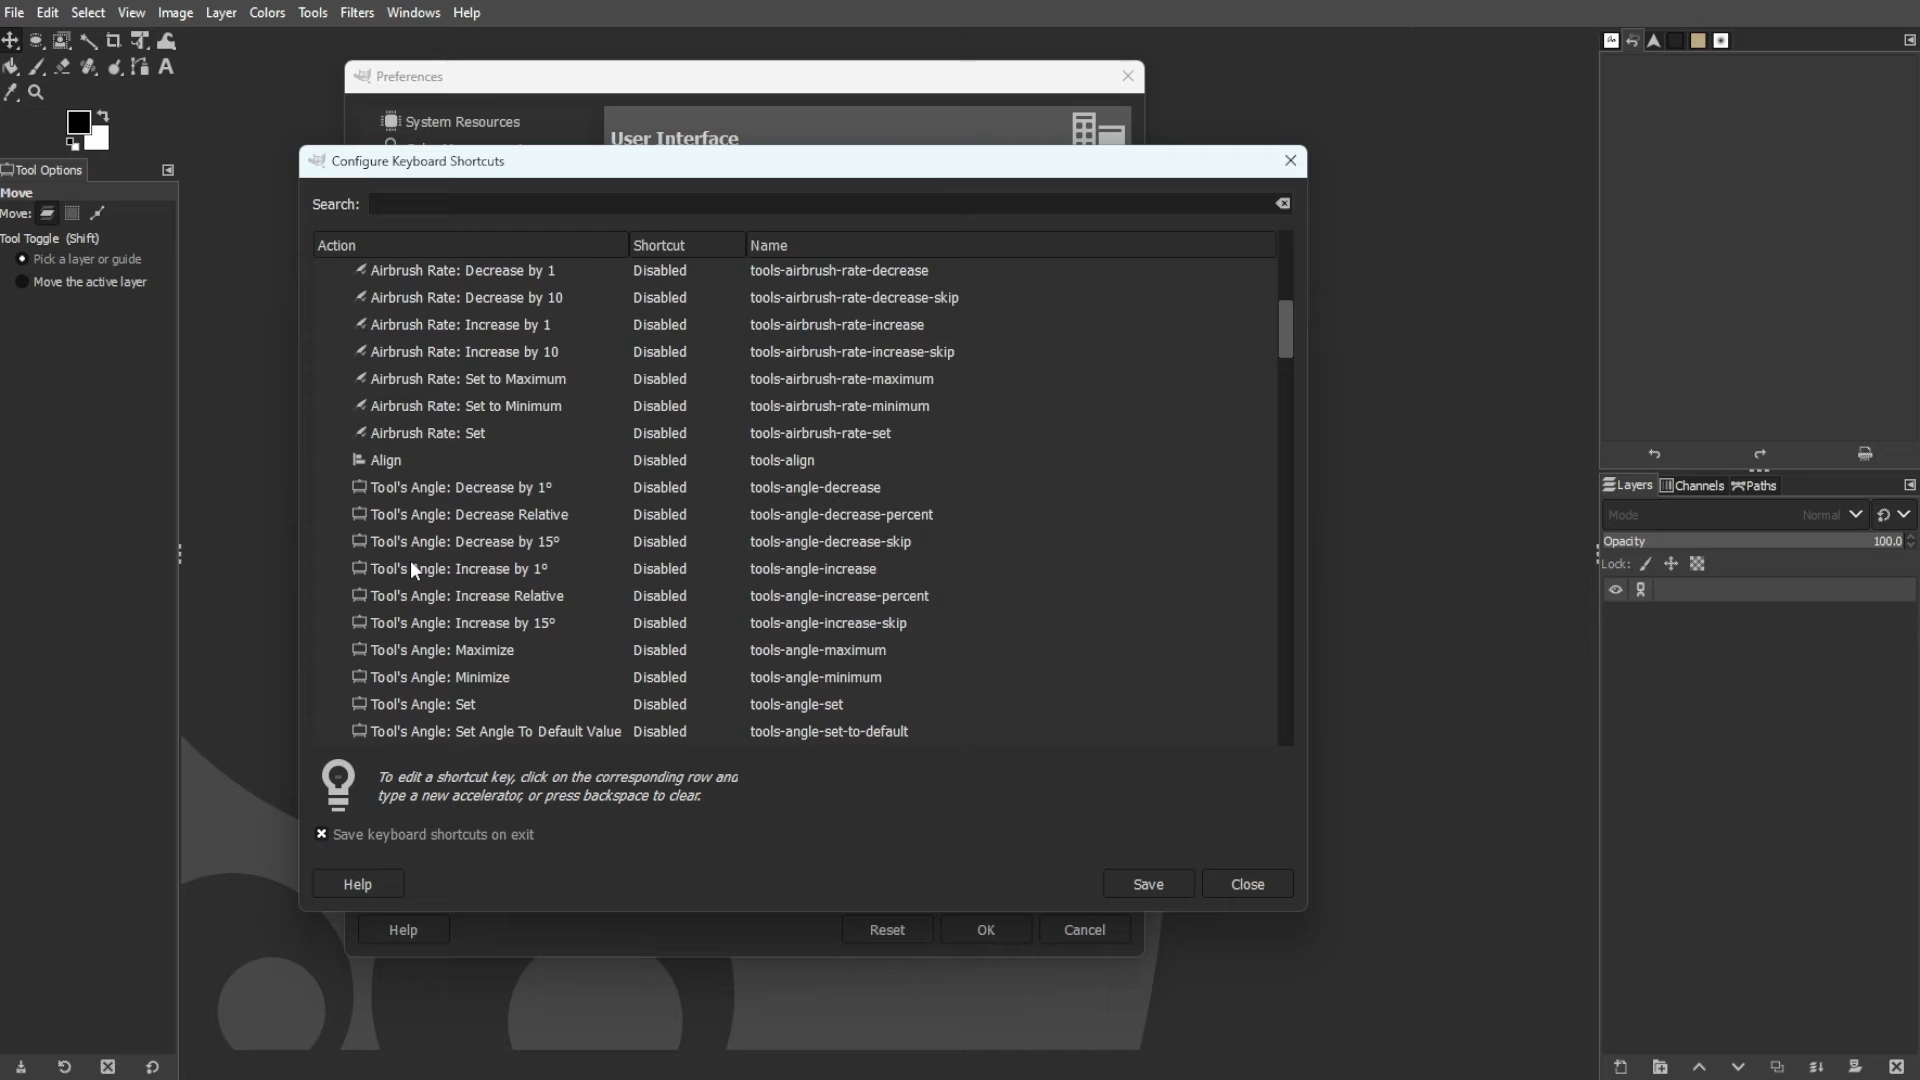 File Edit Select View Image Layer Colors Tools Filters Windows Help
Tool Options
Move
Move:
Tool Toggle (Shift)
Pick a layer or guide
Move the active layer
Preferences
System Resources
User Interface
Configure Keyboard Shortcuts
Search:
Action Shortcut Name
Airbrush Rate: Decrease by 1 Disabled tools-airbrush-rate-decrease
Airbrush Rate: Decrease by 10 Disabled tools-airbrush-rate-decrease-skip
Airbrush Rate: Increase by 1 Disabled tools-airbrush-rate-increase
Airbrush Rate: Increase by 10 Disabled tools-airbrush-rate-increase-skip
Airbrush Rate: Set to Maximum Disabled tools-airbrush-rate-maximum
Airbrush Rate: Set to Minimum Disabled tools-airbrush-rate-minimum
Airbrush Rate: Set Disabled tools-airbrush-rate-set
Align Disabled tools-align
Tool's Angle: Decrease by 1° Disabled tools-angle-decrease
Tool's Angle: Decrease Relative Disabled tools-angle-decrease-percent
Tool's Angle: Decrease by 15° Disabled tools-angle-decrease-skip
Tool's Angle: Increase by 1° Disabled tools-angle-increase
Tool's Angle: Increase Relative Disabled tools-angle-increase-percent
Tool's Angle: Increase by 15° Disabled tools-angle-increase-skip
Tool's Angle: Maximize Disabled tools-angle-maximum
Tool's Angle: Minimize Disabled tools-angle-minimum
Tool's Angle: Set Disabled tools-angle-set
Tool's Angle: Set Angle To Default Value Disabled tools-angle-set-to-default
To edit a shortcut key, click on the corresponding row and
type a new accelerator, or press backspace to clear.
Save keyboard shortcuts on exit
Help Save Close
Help Reset OK Cancel
Layers Channels Paths
Mode Normal
Opacity 100.0
Lock: